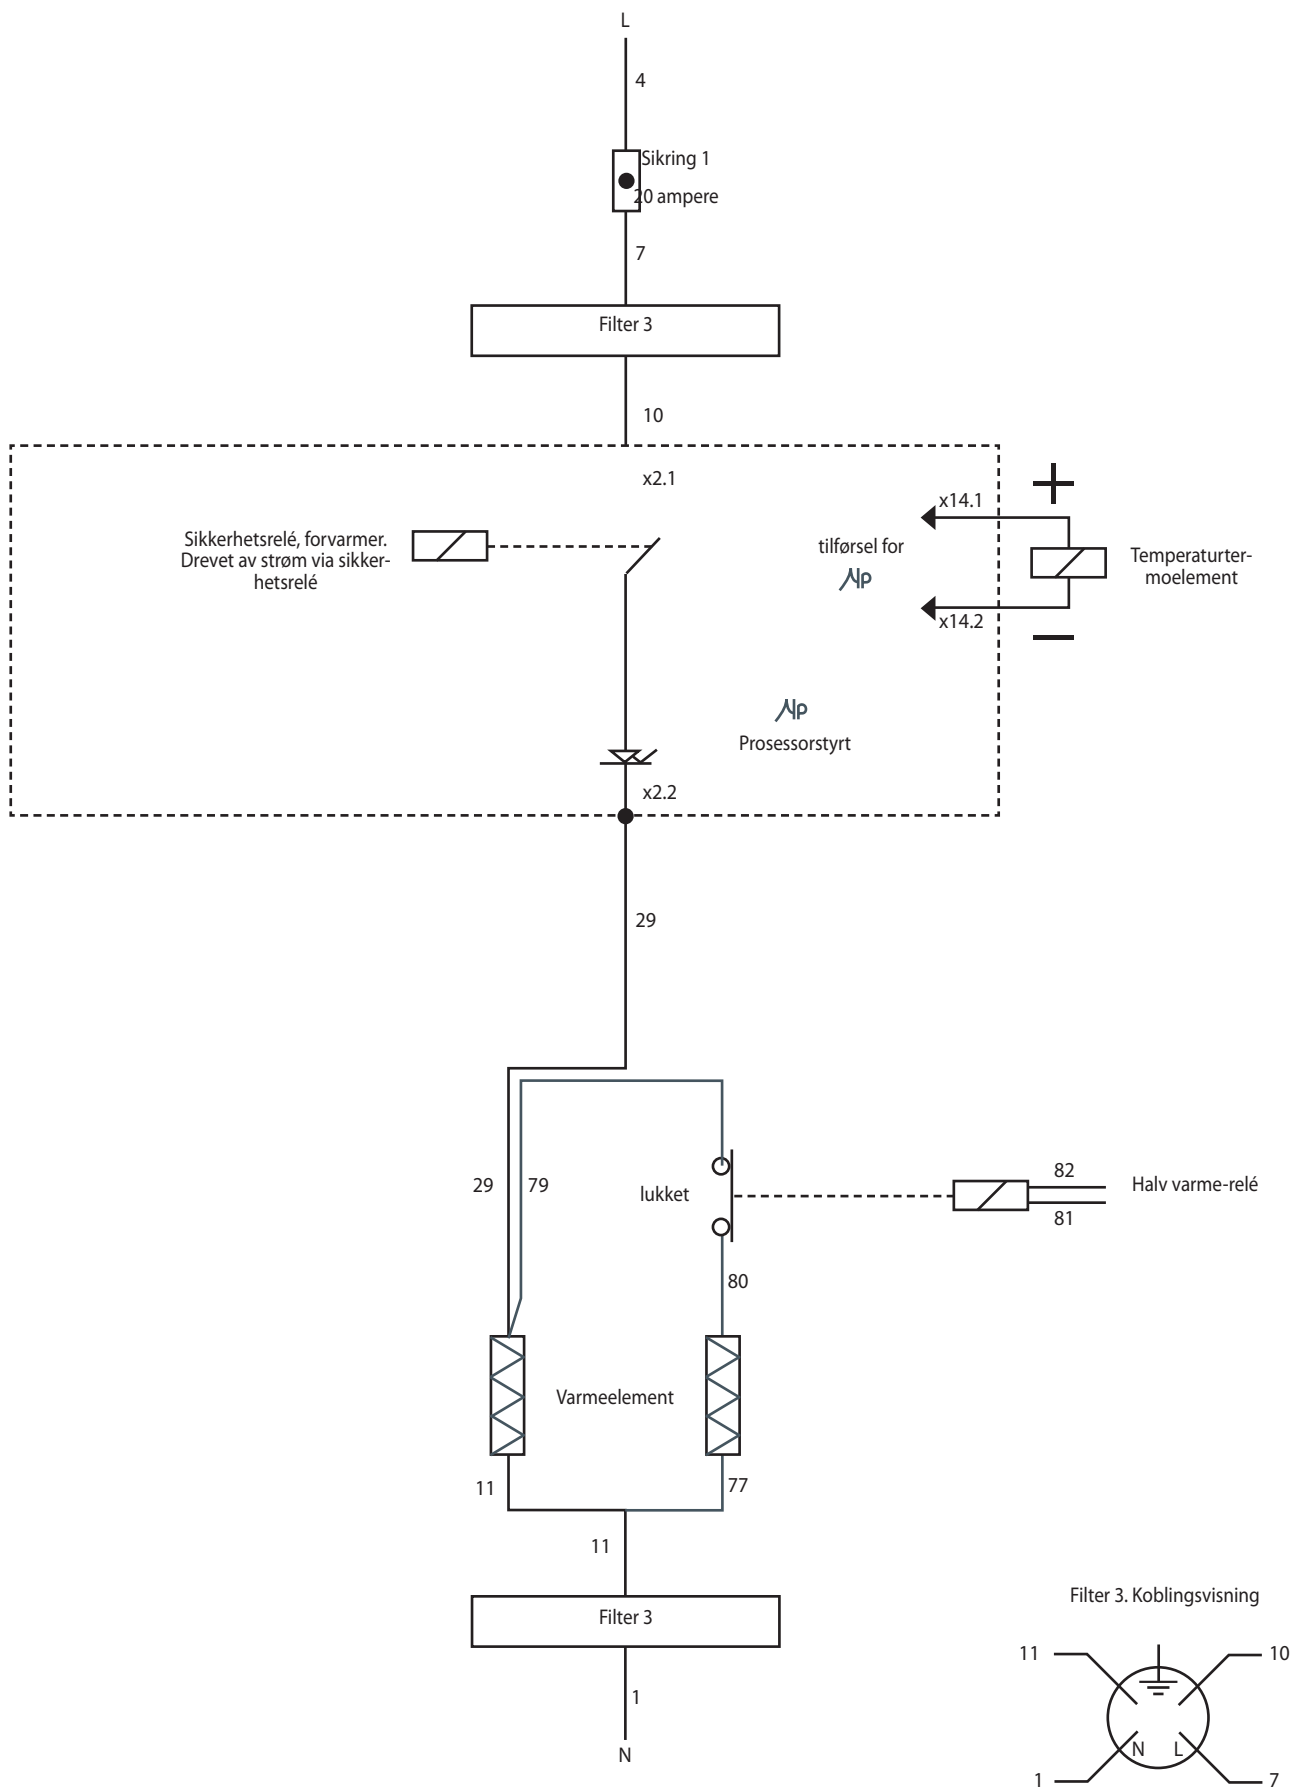 L
4
Sikring 1
20 ampere
7
Filter 3
10
x2.1
x14.1
Sikkerhetsrelé, forvarmer.
Drevet av strøm via sikker-
hetsrelé
tilførsel for
Temperaturter-
moelement
x14.2
Prosessorstyrt
x2.2
29
29
79
lukket
82
81
Halv varme-relé
80
Varmeelement
11
77
11
Filter 3
1
N
Filter 3. Koblingsvisning
11
10
N
L
1
7